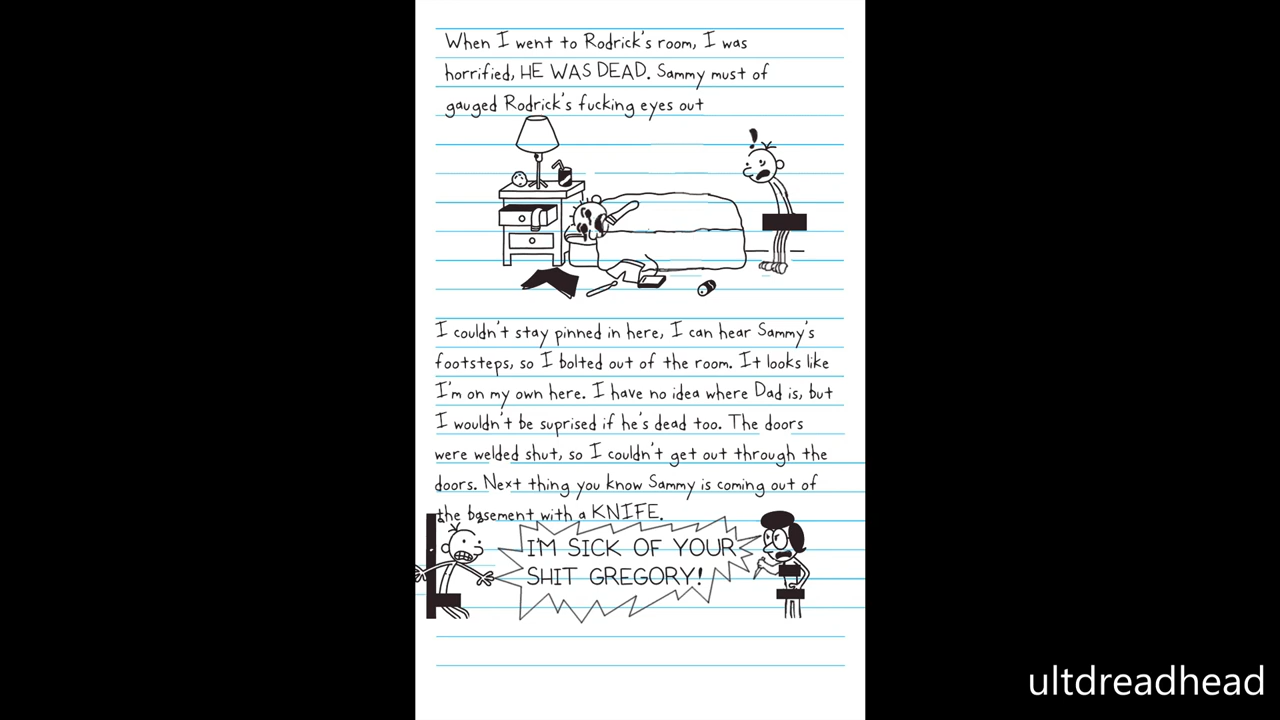 When I went to Rodrick's room, I was
horrified, HE WAS DEAD. Sammy must of
gauged Rodrick's fucking eyes out
!
I couldn't stay pinned in here, I can hear Sammy's
footsteps, so I bolted out of the room. It looks like
I'm on my own here. I have no idea where Dad is, but
I wouldn't be suprised if he's dead too. The doors
were welded shut, so I couldn't get out through the
doors. Next thing you know Sammy is coming out of
the basement with a KNIFE.
I'M SICK OF YOUR
SHIT GREGORY!
ultdreadhead